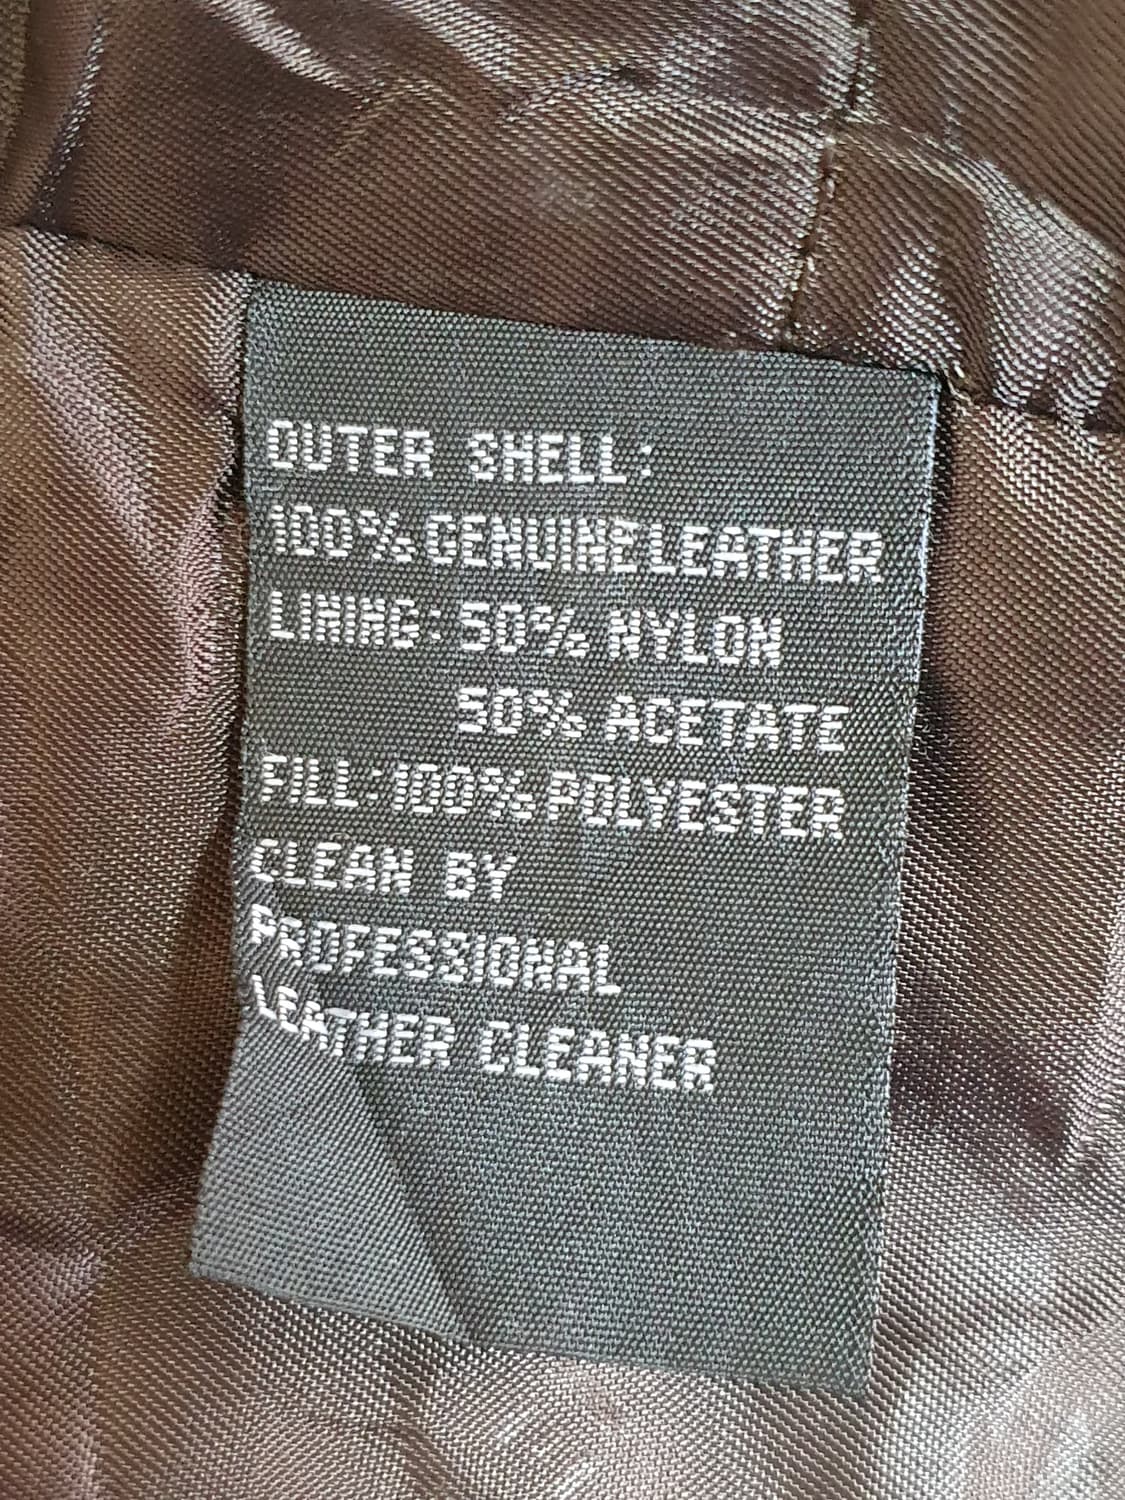 OUTER SHELL:
100% GENUINE LEATHER
LINING: 50% NYLON
50% ACETATE
FILL: 100% POLYESTER
CLEAN BY
PROFESSIONAL
LEATHER CLEANER